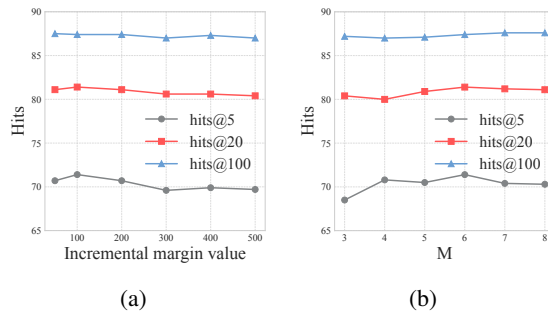 90
85
80
75
70
65
Hits
hits@5
hits@20
hits@100
100 200 300 400 500
Incremental margin value
(a)
90
85
80
75
70
65
Hits
hits@5
hits@20
hits@100
3 4 5 6 7 8
M
(b)